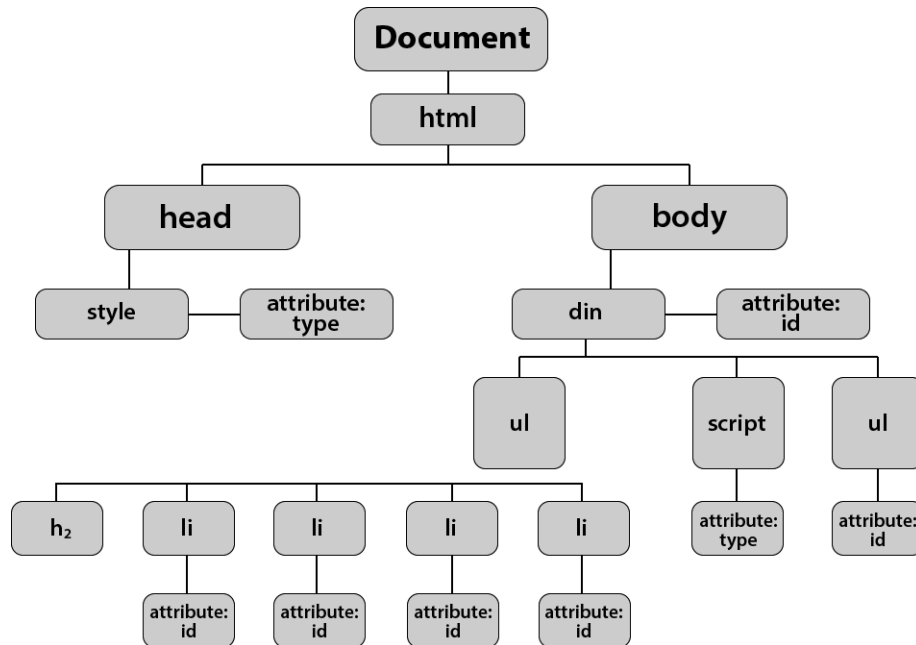 Document
html
head
body
style
attribute:
type
din
attribute:
id
ul
script
ul
h₂
li
li
li
li
attribute:
type
attribute:
id
attribute:
id
attribute:
id
attribute:
id
attribute:
id